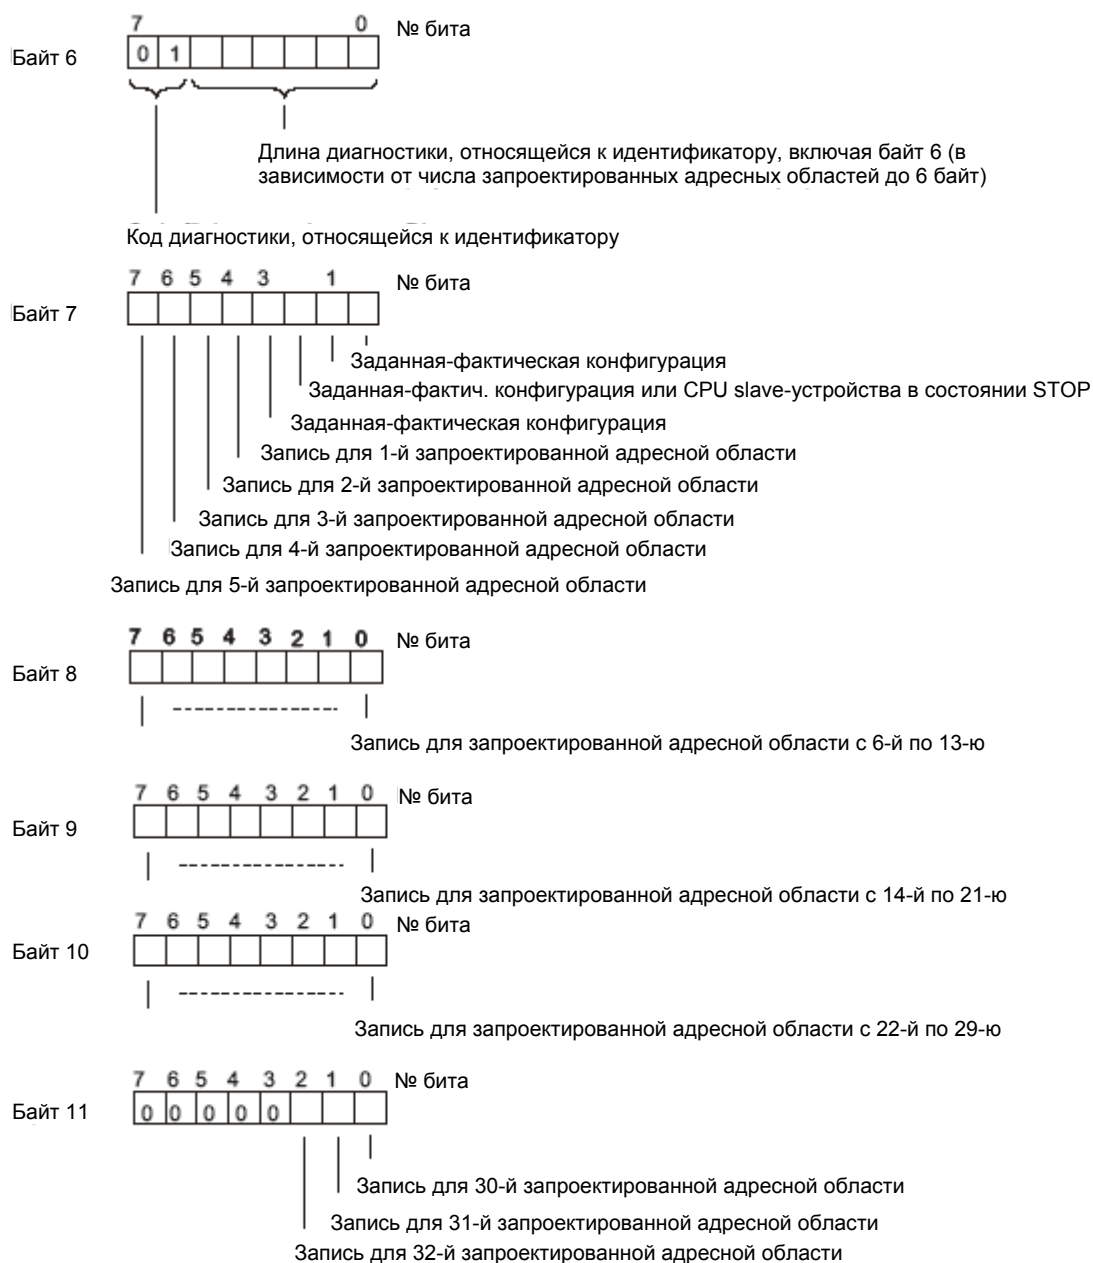 7 0 № бита
Байт 6 0 1
Длина диагностики, относящейся к идентификатору, включая байт 6 (в
зависимости от числа запроектированных адресных областей до 6 байт)
Код диагностики, относящейся к идентификатору
7 6 5 4 3 1 № бита
Байт 7
Заданная-фактическая конфигурация
Заданная-фактич. конфигурация или CPU slave-устройства в состоянии STOP
Заданная-фактическая конфигурация
Запись для 1-й запроектированной адресной области
Запись для 2-й запроектированной адресной области
Запись для 3-й запроектированной адресной области
Запись для 4-й запроектированной адресной области
Запись для 5-й запроектированной адресной области
7 6 5 4 3 2 1 0 № бита
Байт 8
Запись для запроектированной адресной области с 6-й по 13-ю
7 6 5 4 3 2 1 0 № бита
Байт 9
Запись для запроектированной адресной области с 14-й по 21-ю
7 6 5 4 3 2 1 0 № бита
Байт 10
Запись для запроектированной адресной области с 22-й по 29-ю
7 6 5 4 3 2 1 0 № бита
Байт 11 0 0 0 0 0
Запись для 30-й запроектированной адресной области
Запись для 31-й запроектированной адресной области
Запись для 32-й запроектированной адресной области